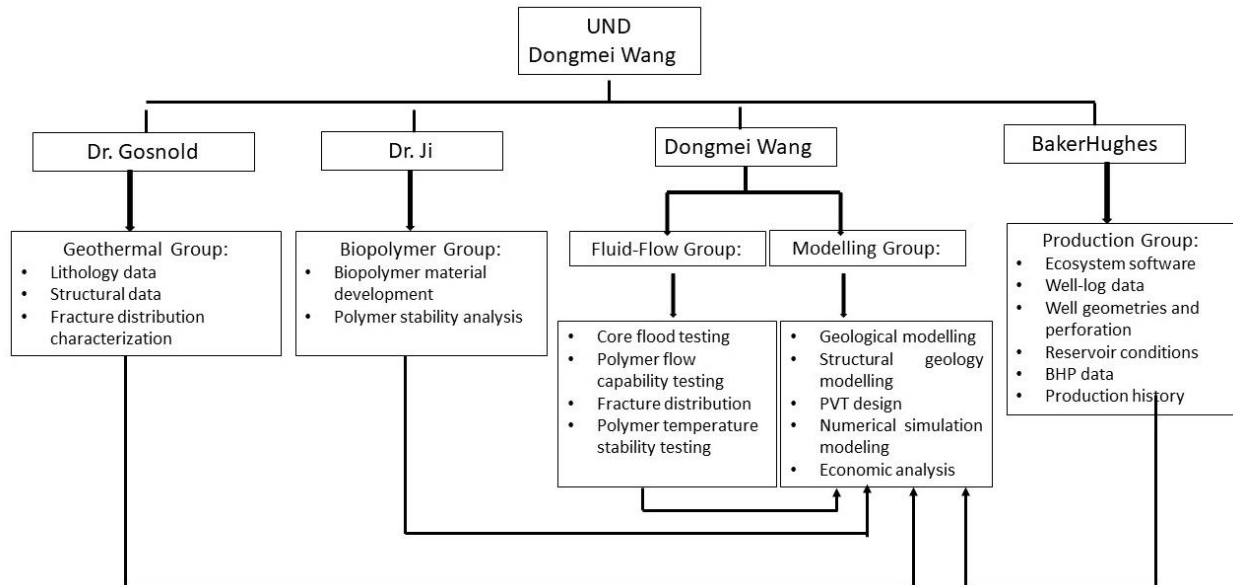 UND
Dongmei Wang
Dr. Gosnold
Dr. Ji
Dongmei Wang
BakerHughes
Geothermal Group:
• Lithology data
• Structural data
• Fracture distribution
characterization
Biopolymer Group:
• Biopolymer material
development
• Polymer stability analysis
Fluid-Flow Group:
Modelling Group:
• Core flood testing
• Polymer flow
capability testing
• Fracture distribution
• Polymer temperature
stability testing
• Geological modelling
• Structural geology
modelling
• PVT design
• Numerical simulation
modeling
• Economic analysis
Production Group:
• Ecosystem software
• Well-log data
• Well geometries and
perforation
• Reservoir conditions
• BHP data
• Production history